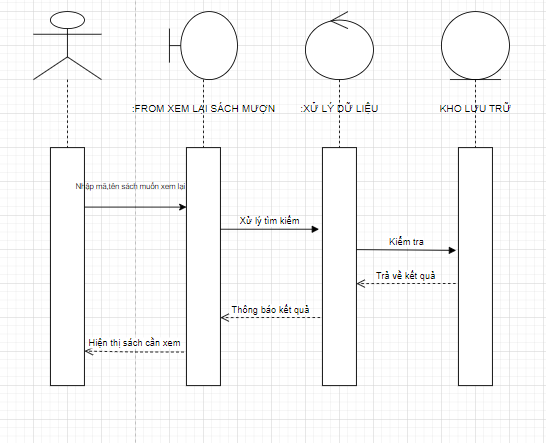 :FROM XEM LẠI SÁCH MƯỢN
:XỬ LÝ DỮ LIỆU
KHO LƯU TRỮ
Nhập mã,tên sách muốn xem lại
Xử lý tìm kiếm
Kiểm tra
Trả về kết quả
Thông báo kết quả
Hiện thị sách cần xem